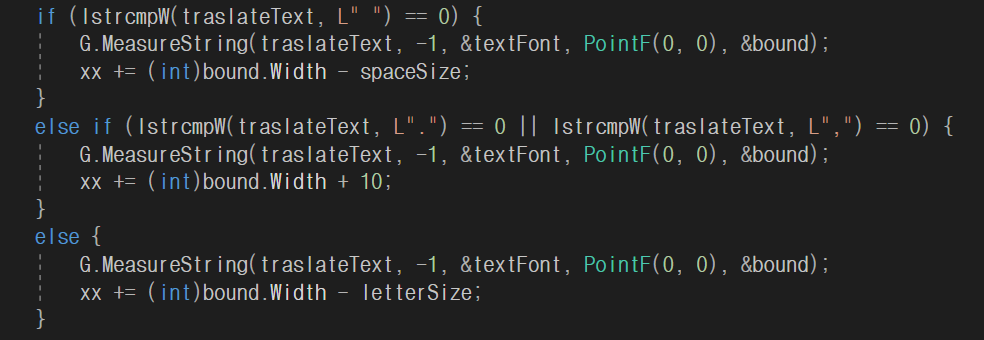 if (lstrcmpW(traslateText, L" ") == 0) {
G.MeasureString(traslateText, -1, &textFont, PointF(0, 0), &bound);
xx += (int)bound.Width - spaceSize;
}
else if (lstrcmpW(traslateText, L".") == 0 || lstrcmpW(traslateText, L",") == 0) {
G.MeasureString(traslateText, -1, &textFont, PointF(0, 0), &bound);
xx += (int)bound.Width + 10;
}
else {
G.MeasureString(traslateText, -1, &textFont, PointF(0, 0), &bound);
xx += (int)bound.Width - letterSize;
}